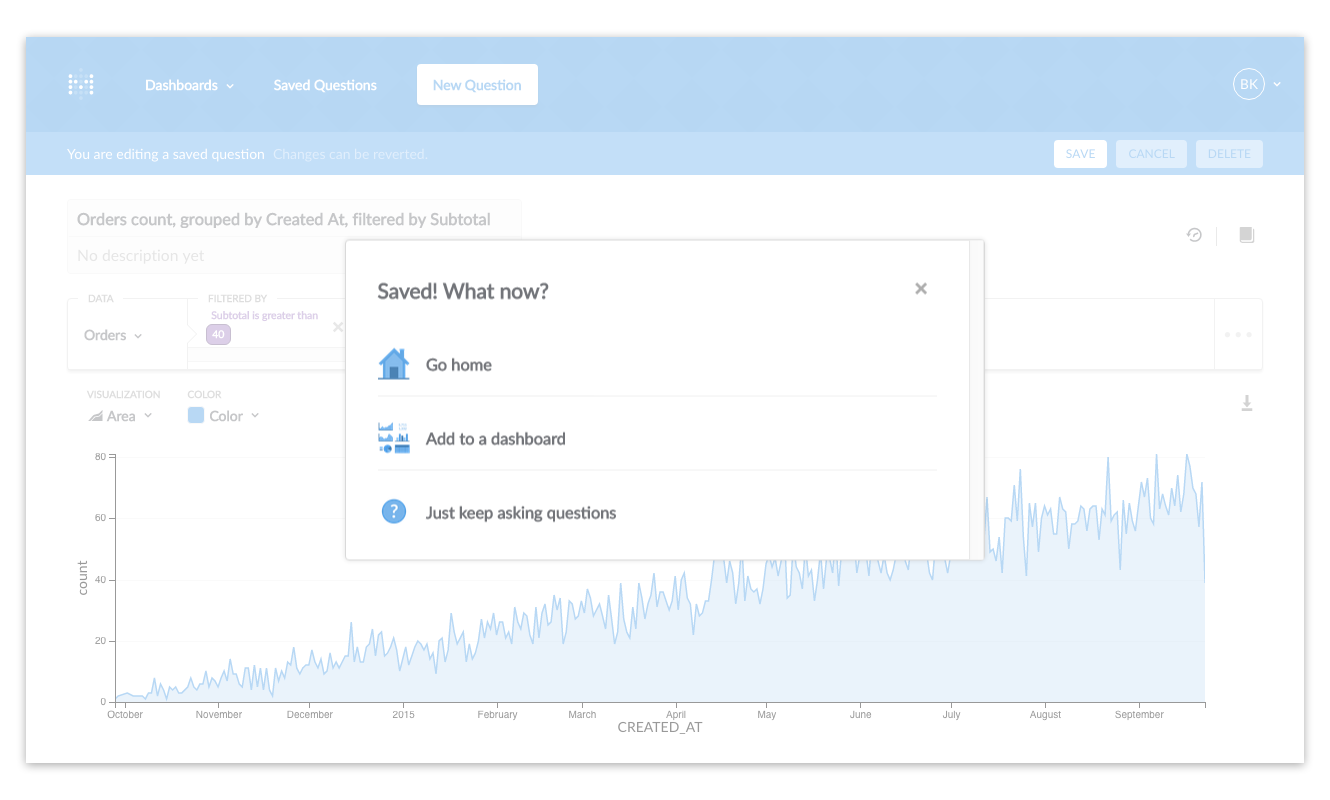 Dashboards Saved Questions New Question BK
You are editing a saved question Changes can be reverted. SAVE CANCEL DELETE
Orders count, grouped by Created At, filtered by Subtotal
No description yet
Saved! What now?
Go home
Add to a dashboard
Just keep asking questions
DATA FILTERED BY
Subtotal is greater than
Orders 40
VISUALIZATION COLOR
Area Color
80
60
40
20
0
count
October November December 2015 February March April May June July August September
CREATED_AT